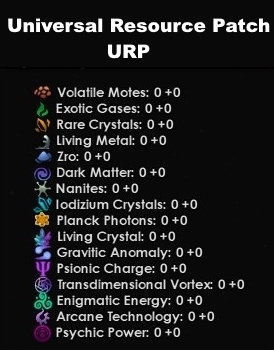 Universal Resource Patch
URP
Volatile Motes: 0 +0
Exotic Gases: 0 +0
Rare Crystals: 0 +0
Living Metal: 0 +0
Zro: 0 +0
Dark Matter: 0 +0
Nanites: 0 +0
Iodizium Crystals: 0 +0
Planck Photons: 0 +0
Living Crystal: 0 +0
Gravitic Anomaly: 0 +0
Psionic Charge: 0 +0
Transdimensional Vortex: 0 +0
Enigmatic Energy: 0 +0
Arcane Technology: 0 +0
Psychic Power: 0 +0